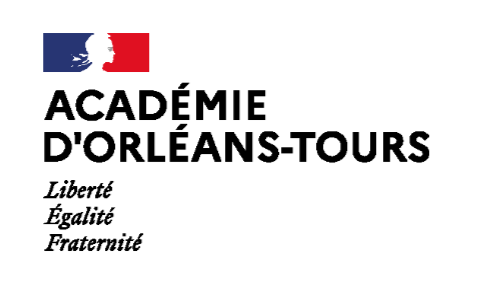 ACADÉMIE
D'ORLÉANS-TOURS
Liberté
Égalité
Fraternité